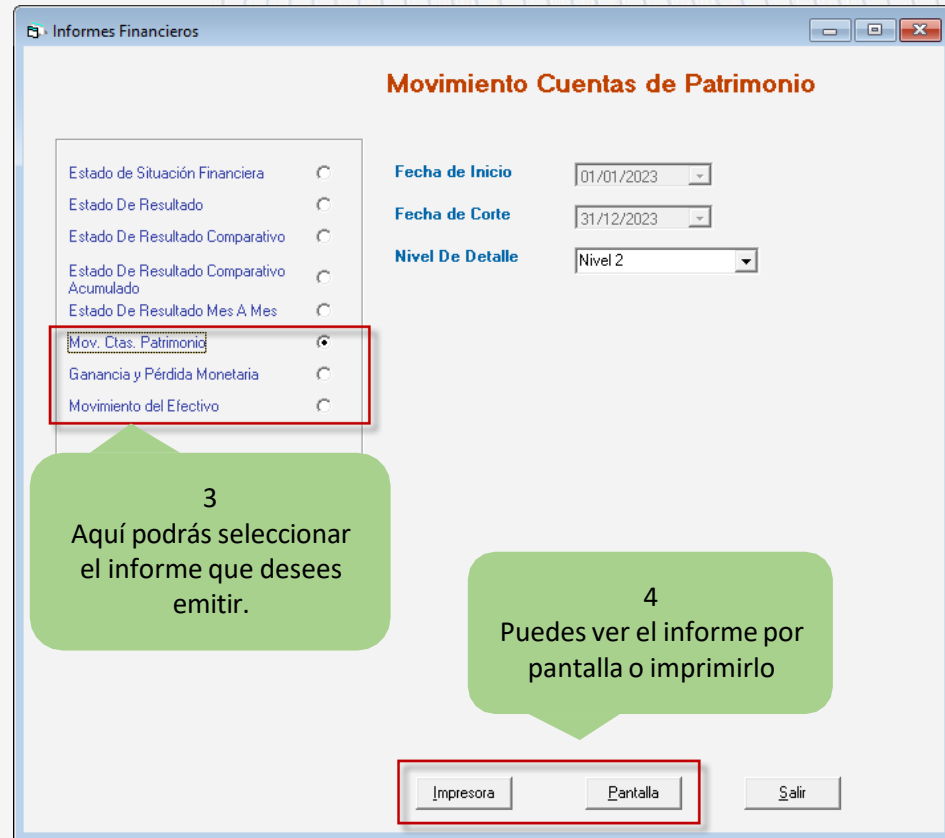 Informes Financieros
Movimiento Cuentas de Patrimonio
Estado de Situación Financiera
Estado De Resultado
Estado De Resultado Comparativo
Estado De Resultado Comparativo
Acumulado
Estado De Resultado Mes A Mes
Mov. Ctas. Patrimonio
Ganancia y Pérdida Monetaria
Movimiento del Efectivo
Fecha de Inicio
01/01/2023
Fecha de Corte
31/12/2023
Nivel De Detalle
Nivel 2
3
Aquí podrás seleccionar
el informe que desees
emitir.
4
Puedes ver el informe por
pantalla o imprimirlo
Impresora
Pantalla
Salir